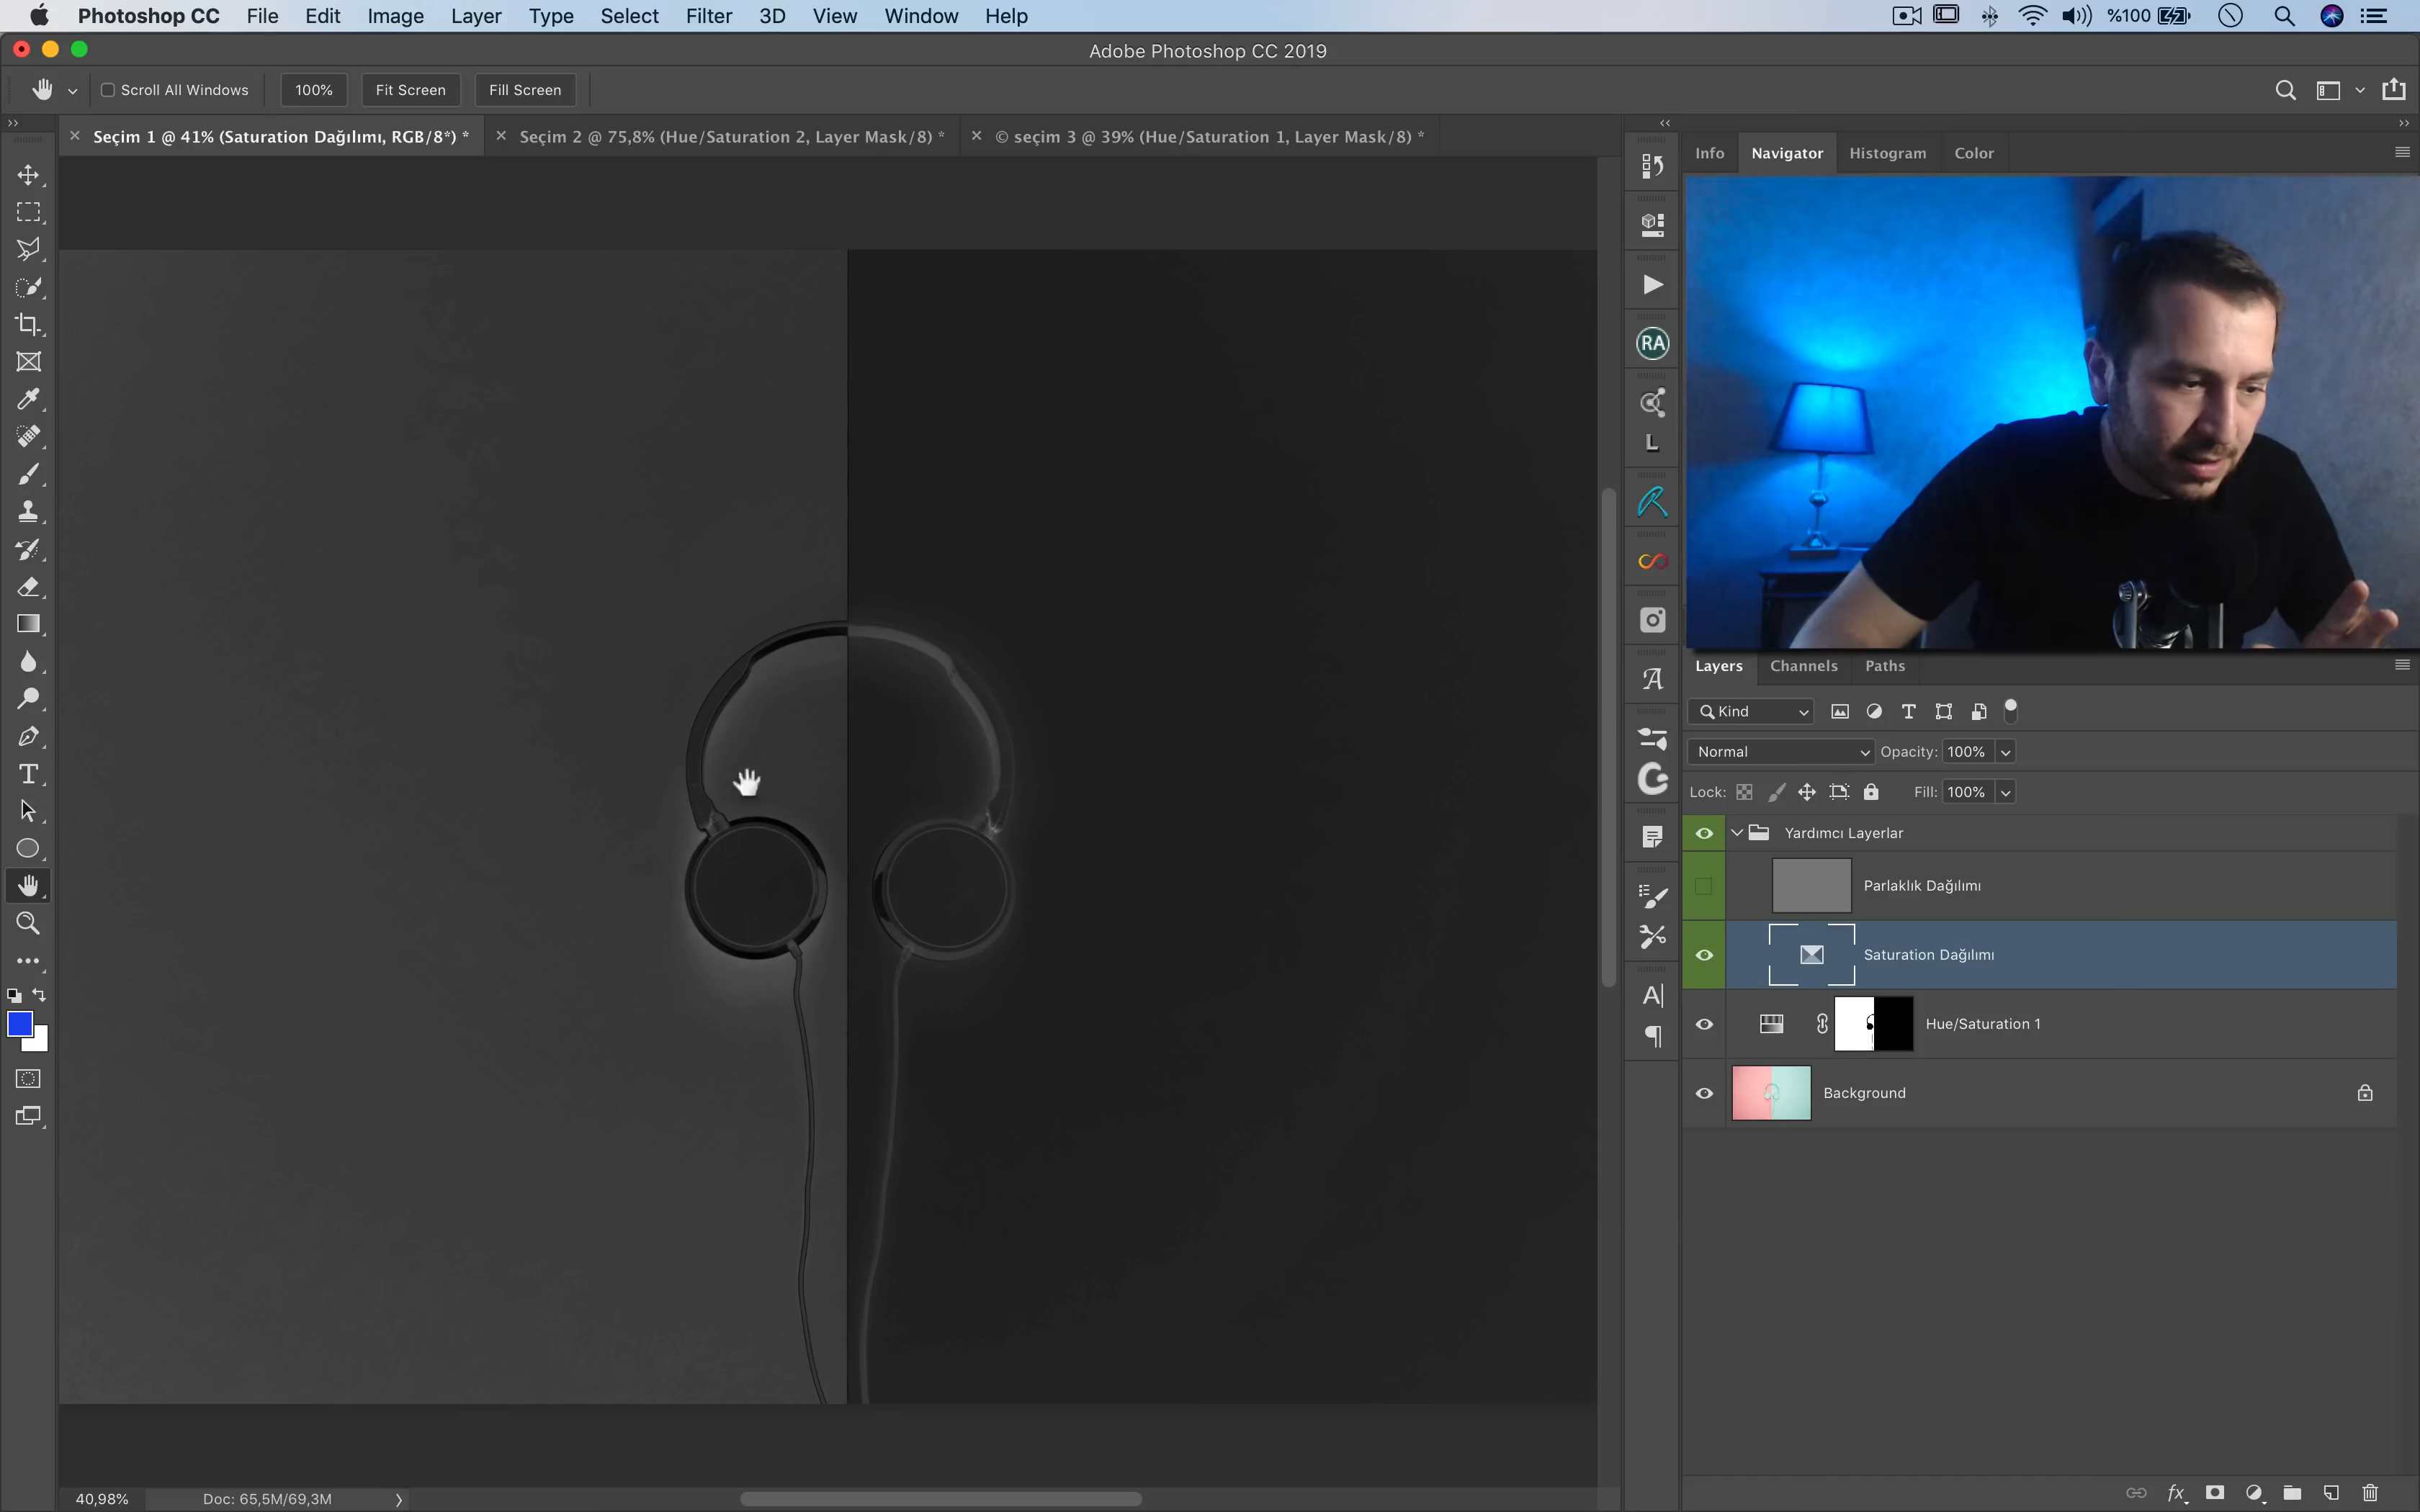 Photoshop CC File Edit Image Layer Type Select Filter 3D View Window Help %100
Adobe Photoshop CC 2019
Scroll All Windows 100% Fit Screen Fill Screen
Seçim 1 @ 41% (Saturation Dağılımı, RGB/8*) * Seçim 2 @ 75,8% (Hue/Saturation 2, Layer Mask/8) * © seçim 3 @ 39% (Hue/Saturation 1, Layer Mask/8) *
Info Navigator Histogram Color
RA
L
Layers Channels Paths
Kind
Normal Opacity: 100%
Lock: Fill: 100%
Yardımcı Layerlar
Parlaklık Dağılımı
Saturation Dağılımı
Hue/Saturation 1
Background
fx
40,98% Doc: 65,5M/69,3M